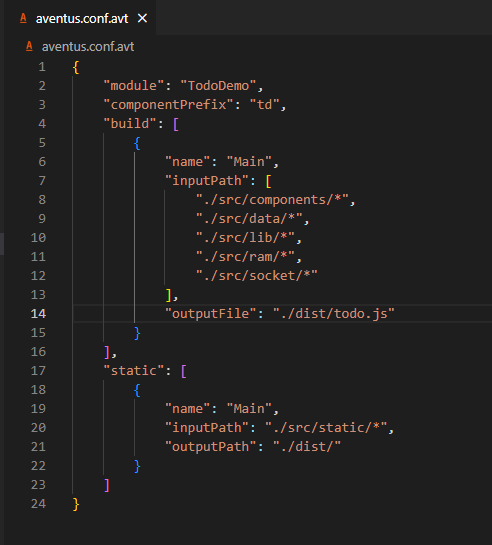 aventus.conf.avt
aventus.conf.avt
1 {
2     "module": "TodoDemo",
3     "componentPrefix": "td",
4     "build": [
5         {
6             "name": "Main",
7             "inputPath": [
8                 "./src/components/*",
9                 "./src/data/*",
10                 "./src/lib/*",
11                 "./src/ram/*",
12                 "./src/socket/*"
13             ],
14             "outputFile": "./dist/todo.js"
15         }
16     ],
17     "static": [
18         {
19             "name": "Main",
20             "inputPath": "./src/static/*",
21             "outputPath": "./dist/"
22         }
23     ]
24 }